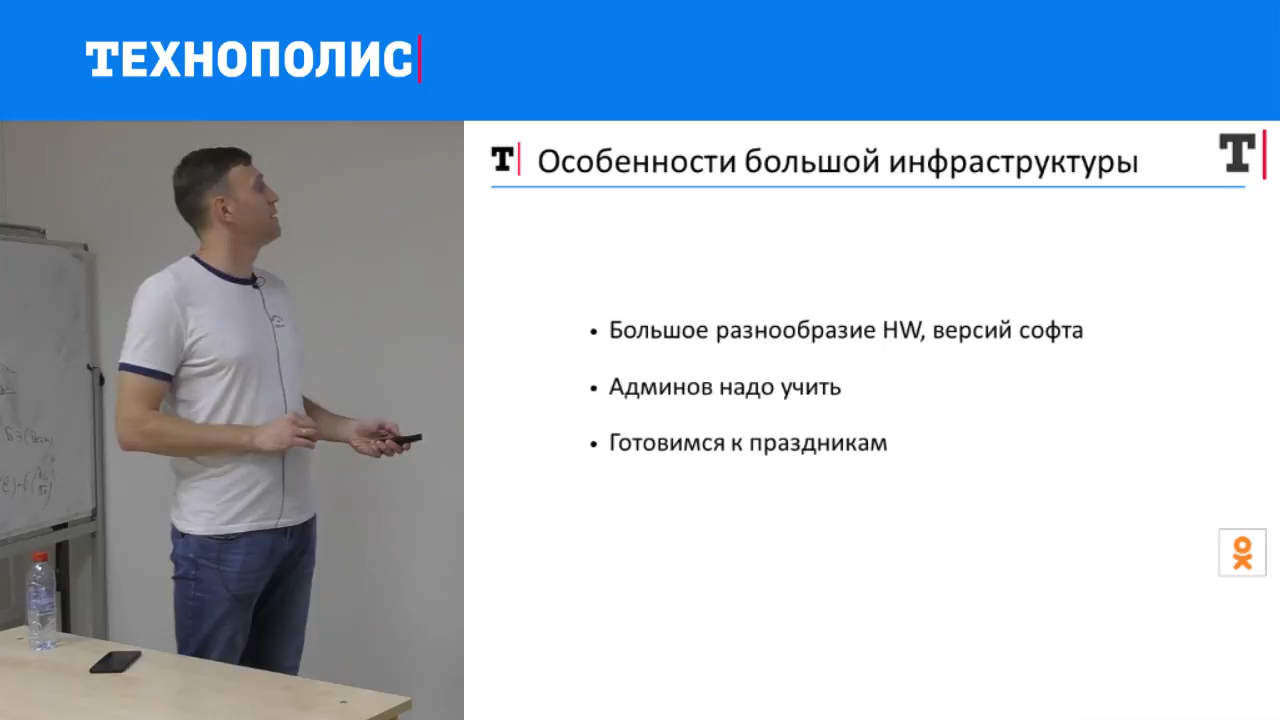 ТЕХНОПОЛИС
Т Особенности большой инфраструктуры
Т
• Большое разнообразие HW, версий софта
• Админов надо учить
• Готовимся к праздникам